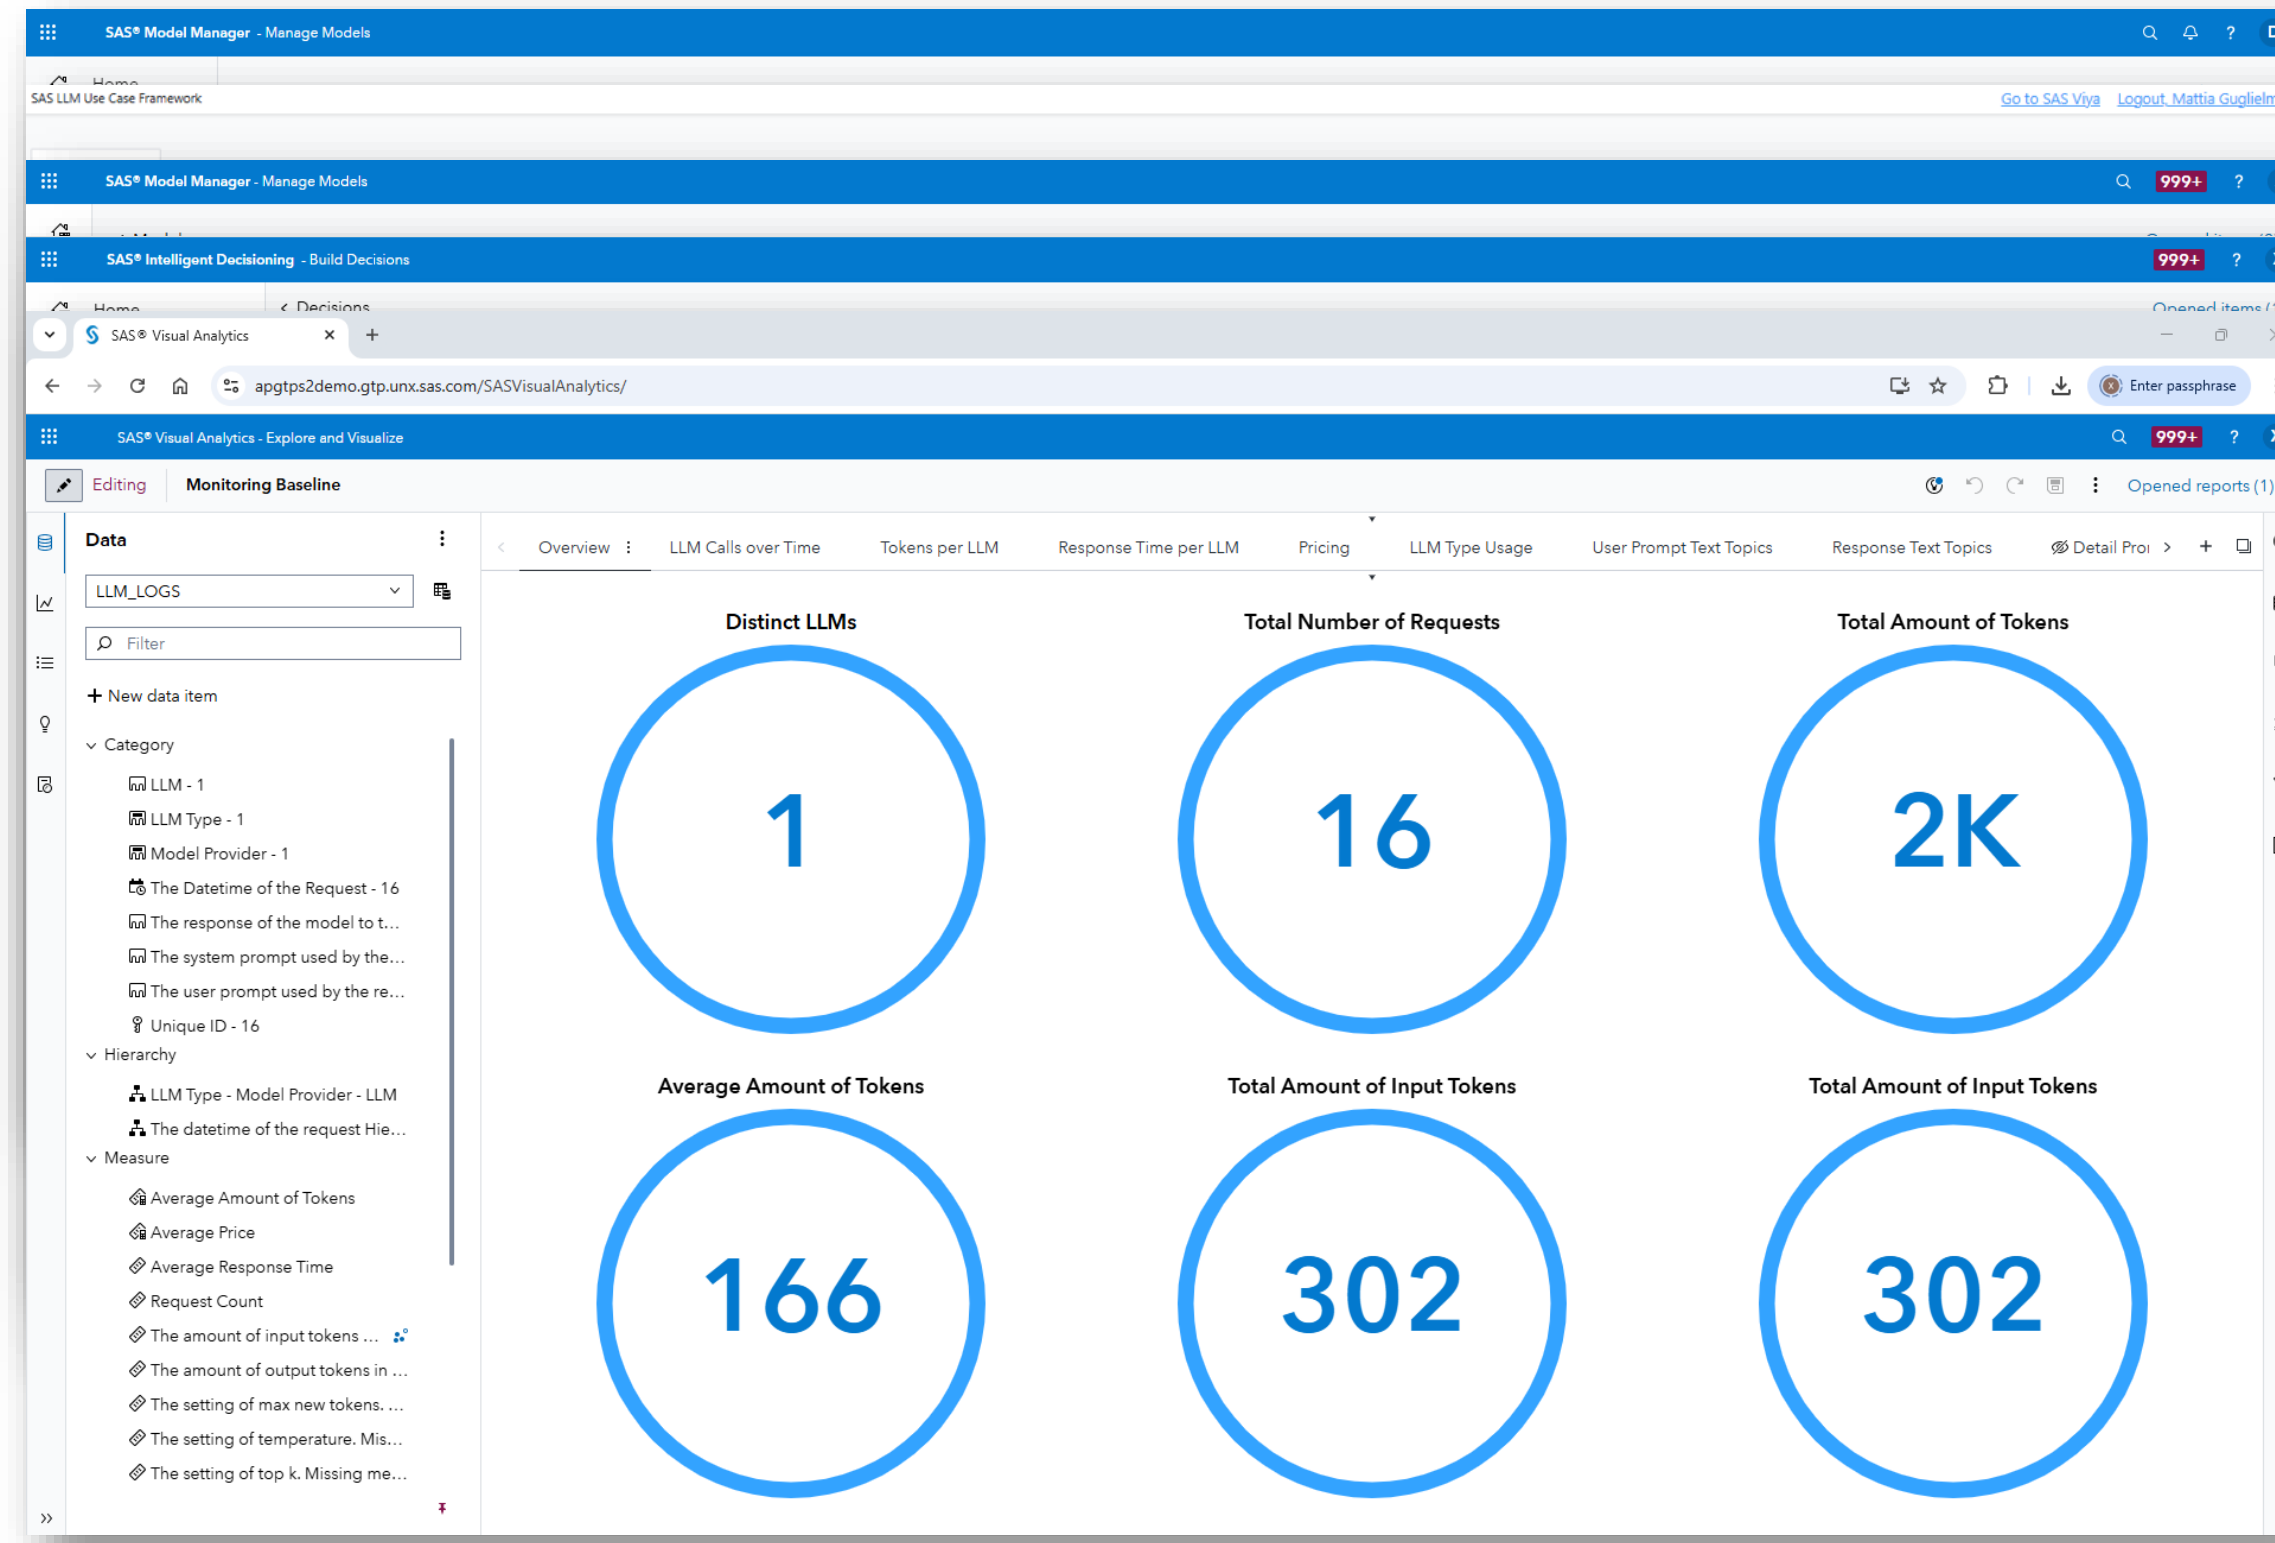 SAS® Model Manager - Manage Models
?
Home
SAS LLM Use Case Framework
Go to SAS Viya
SAS® Model Manager - Manage Models
999+ ?
SAS® Intelligent Decisioning - Build Decisions
999+ ?
Home
< Decisions
Opened items
SAS® Visual Analytics
apgtps2demo.gtp.unx.sas.com/SASVisualAnalytics/
Enter passphrase
SAS® Visual Analytics - Explore and Visualize
999+ ?
Editing
Monitoring Baseline
Opened reports (1)
Data
Overview
LLM Calls over Time
Tokens per LLM
Response Time per LLM
Pricing
LLM Type Usage
User Prompt Text Topics
Response Text Topics
Detail
LLM_LOGS
Filter
+ New data item
Category
LLM - 1
LLM Type - 1
Model Provider - 1
The Datetime of the Request - 16
The response of the model to t...
The system prompt used by the...
The user prompt used by the re...
Unique ID - 16
Hierarchy
LLM Type - Model Provider - LLM
The datetime of the request Hie...
Measure
Average Amount of Tokens
Average Price
Average Response Time
Request Count
The amount of input tokens ...
The amount of output tokens in ...
The setting of max new tokens. ...
The setting of temperature. Mis...
The setting of top k. Missing me...
Distinct LLMs
1
Total Number of Requests
16
Total Amount of Tokens
2K
Average Amount of Tokens
166
Total Amount of Input Tokens
302
Total Amount of Input Tokens
302